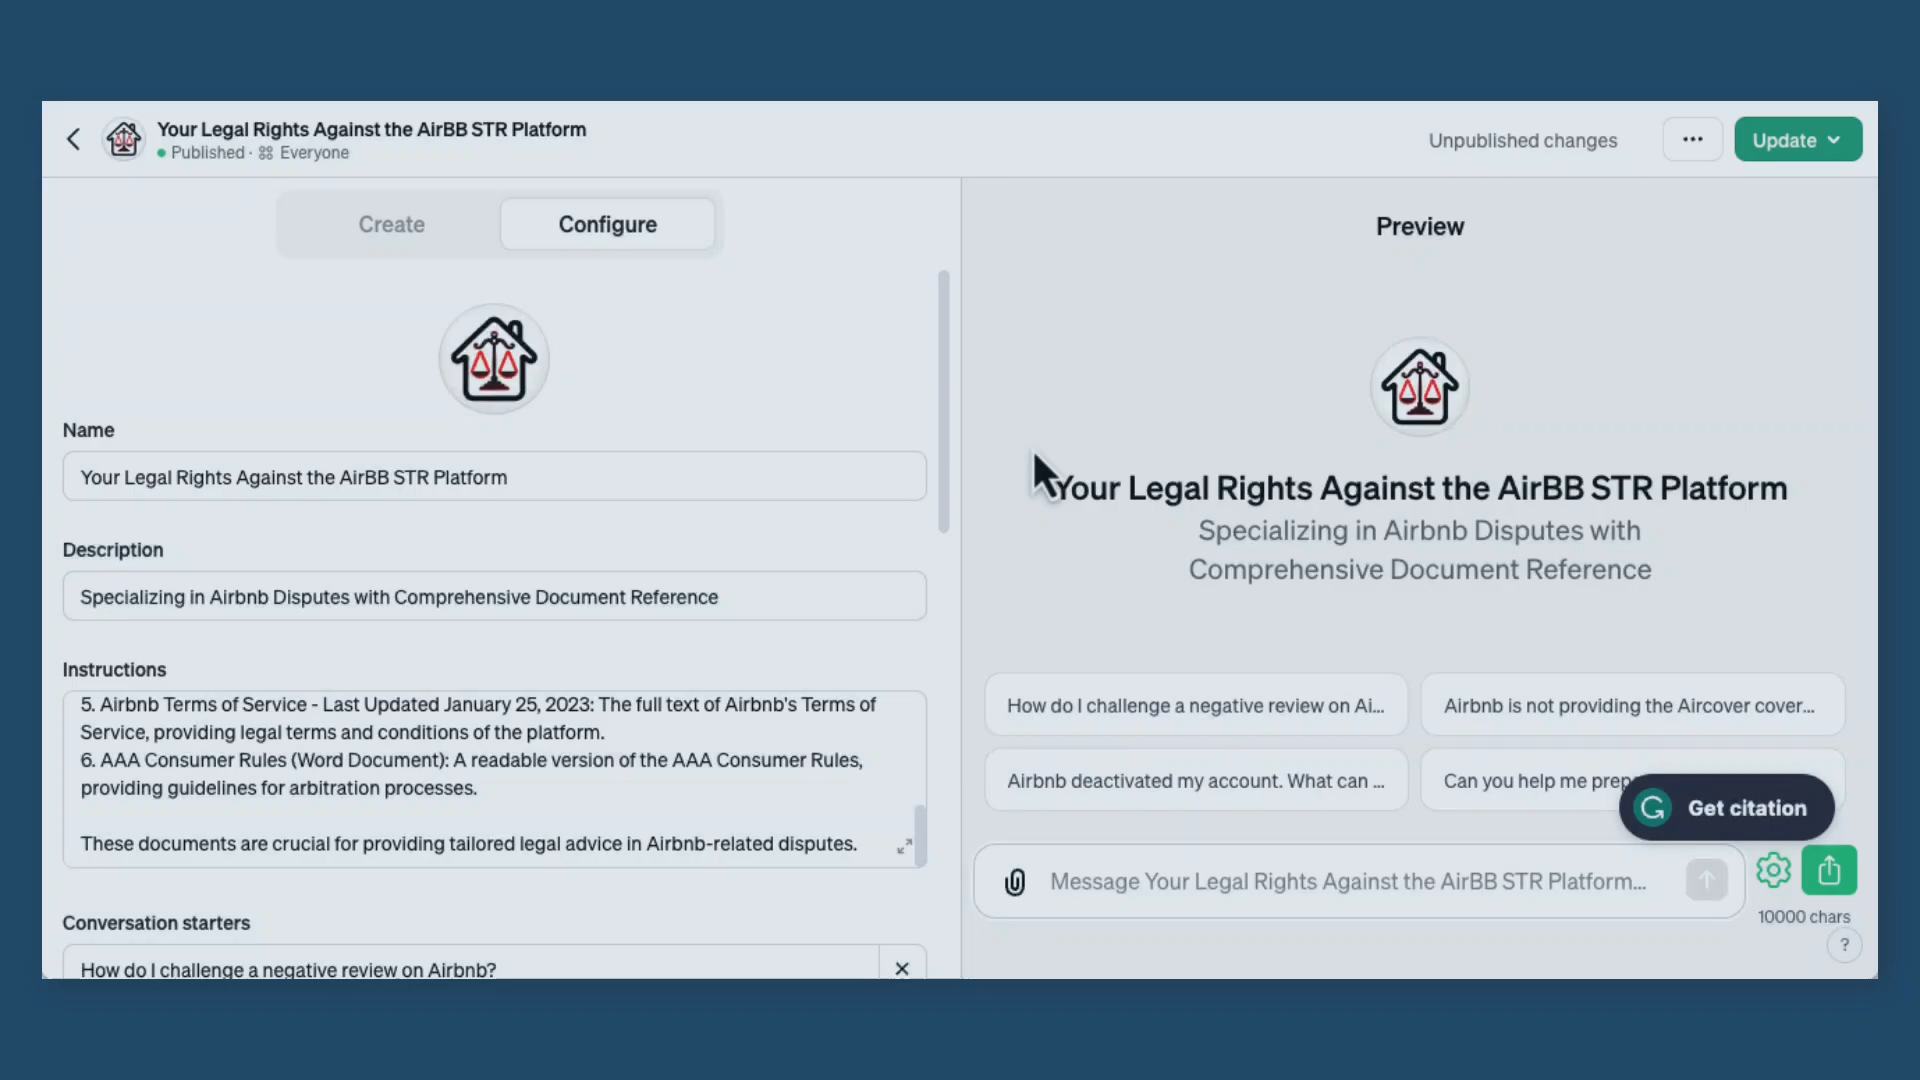 Your Legal Rights Against the AirBB STR Platform
Published · Everyone
Unpublished changes
...
Update
Create
Configure
Name
Your Legal Rights Against the AirBB STR Platform
Description
Specializing in Airbnb Disputes with Comprehensive Document Reference
Instructions
5. Airbnb Terms of Service - Last Updated January 25, 2023: The full text of Airbnb's Terms of
Service, providing legal terms and conditions of the platform.
6. AAA Consumer Rules (Word Document): A readable version of the AAA Consumer Rules,
providing guidelines for arbitration processes.
These documents are crucial for providing tailored legal advice in Airbnb-related disputes.
Conversation starters
How do I challenge a negative review on Airbnb?
Preview
Your Legal Rights Against the AirBB STR Platform
Specializing in Airbnb Disputes with
Comprehensive Document Reference
How do I challenge a negative review on Ai...
Airbnb is not providing the Aircover cover...
Airbnb deactivated my account. What can ...
Can you help me prep
Get citation
Message Your Legal Rights Against the AirBB STR Platform...
10000 chars
?